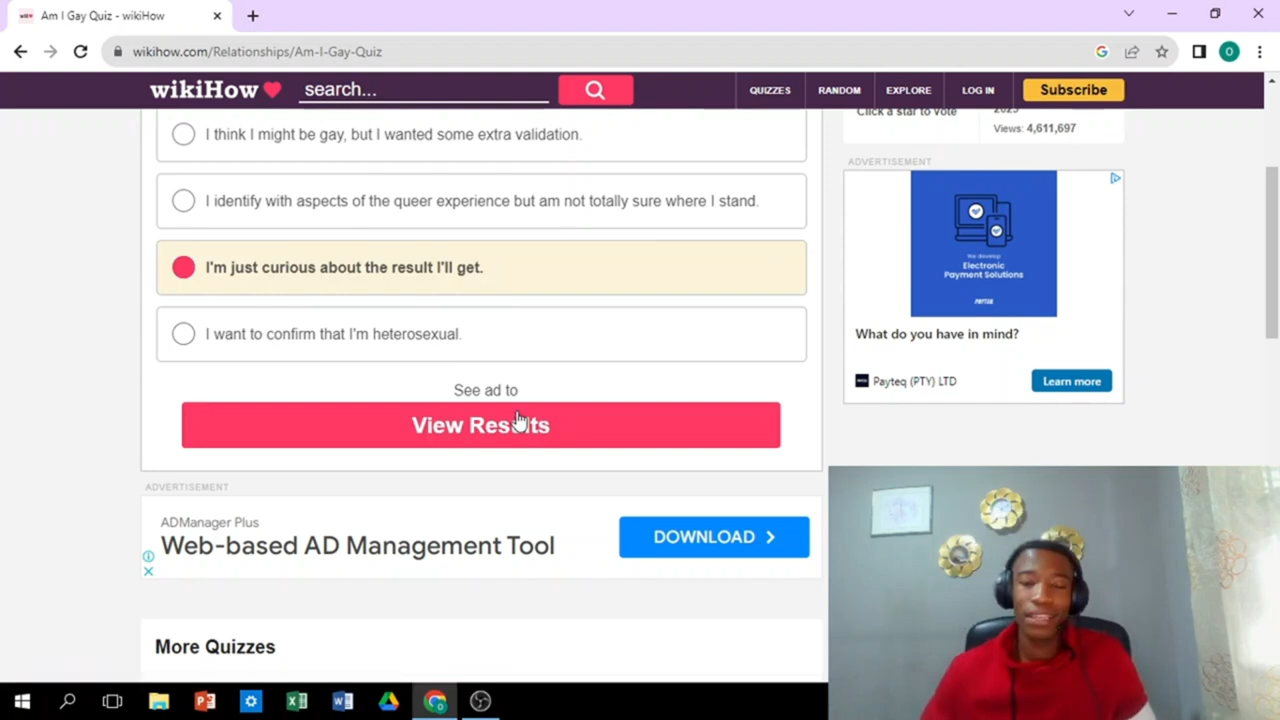 Am I Gay Quiz - wikiHow
wikihow.com/Relationships/Am-I-Gay-Quiz
O
wikiHow
search...
QUIZZES
RANDOM
EXPLORE
LOG IN
Subscribe
I think I might be gay, but I wanted some extra validation.
I identify with aspects of the queer experience but am not totally sure where I stand.
I'm just curious about the result I'll get.
I want to confirm that I'm heterosexual.
See ad to
View Results
ADVERTISEMENT
ADManager Plus
Web-based AD Management Tool
DOWNLOAD
More Quizzes
Click a star to vote
Views: 4,611,697
ADVERTISEMENT
We develop
Electronic
Payment Solutions
PAYTEQ
What do you have in mind?
Payteq (PTY) LTD
Learn more